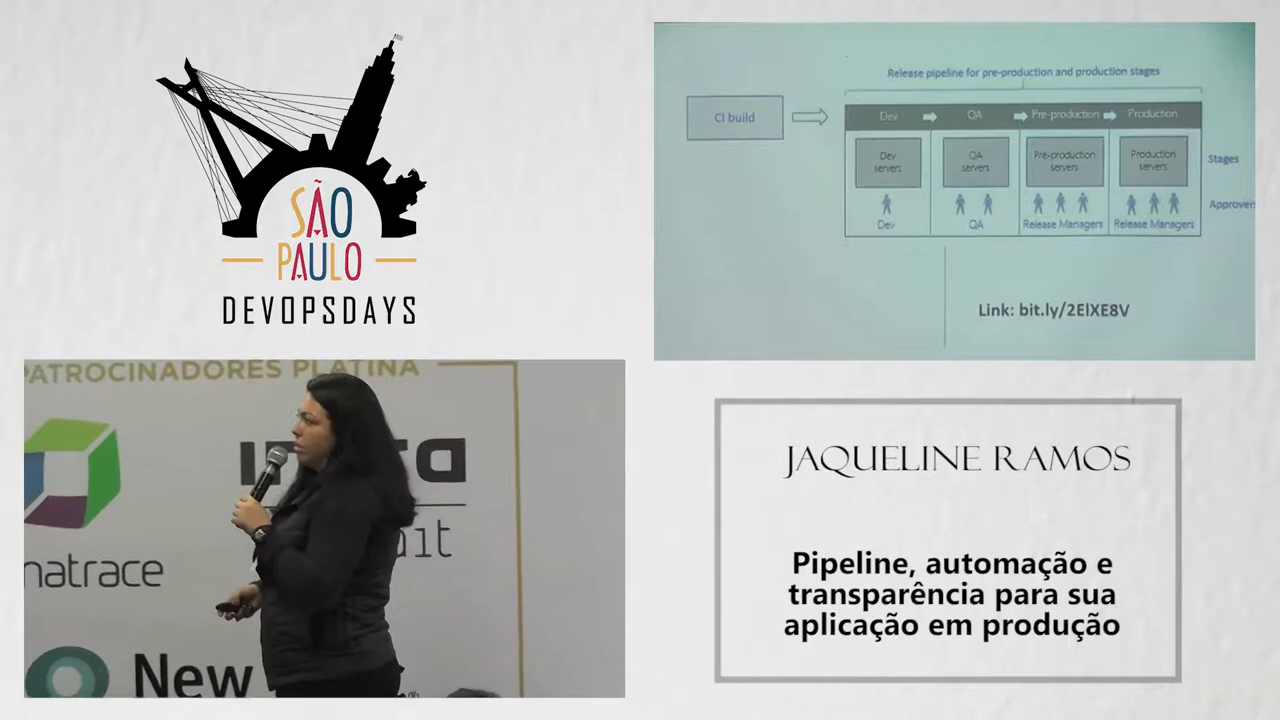 SÃO
PAULO
DEVOPSDAYS
Release pipeline for pre-production and production stages
CI build
Dev
QA
Pre-production
Production
Dev
servers
QA
servers
Pre-production
servers
Production
servers
Stages
Approvers
Dev
QA
Release Managers
Release Managers
Link: bit.ly/2ElXE8V
PATROCINADORES PLATINA
natrace
New
JAQUELINE RAMOS
Pipeline, automação e
transparência para sua
aplicação em produção